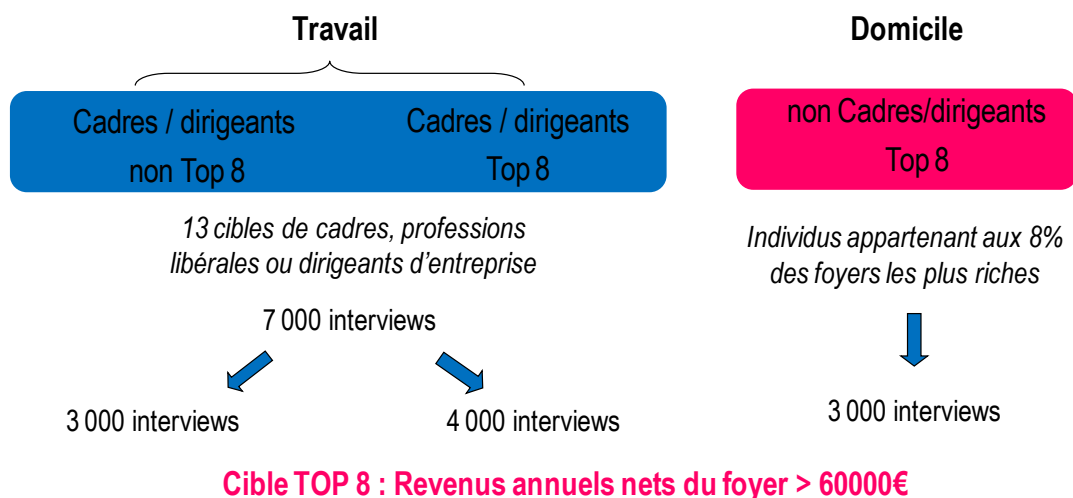 Travail
Domicile
Cadres / dirigeants
non Top 8
Cadres / dirigeants
Top 8
non Cadres/dirigeants
Top 8
13 cibles de cadres, professions
libérales ou dirigeants d’entreprise
Individus appartenant aux 8%
des foyers les plus riches
7 000 interviews
3 000 interviews
4 000 interviews
3 000 interviews
Cible TOP 8 : Revenus annuels nets du foyer > 60000€